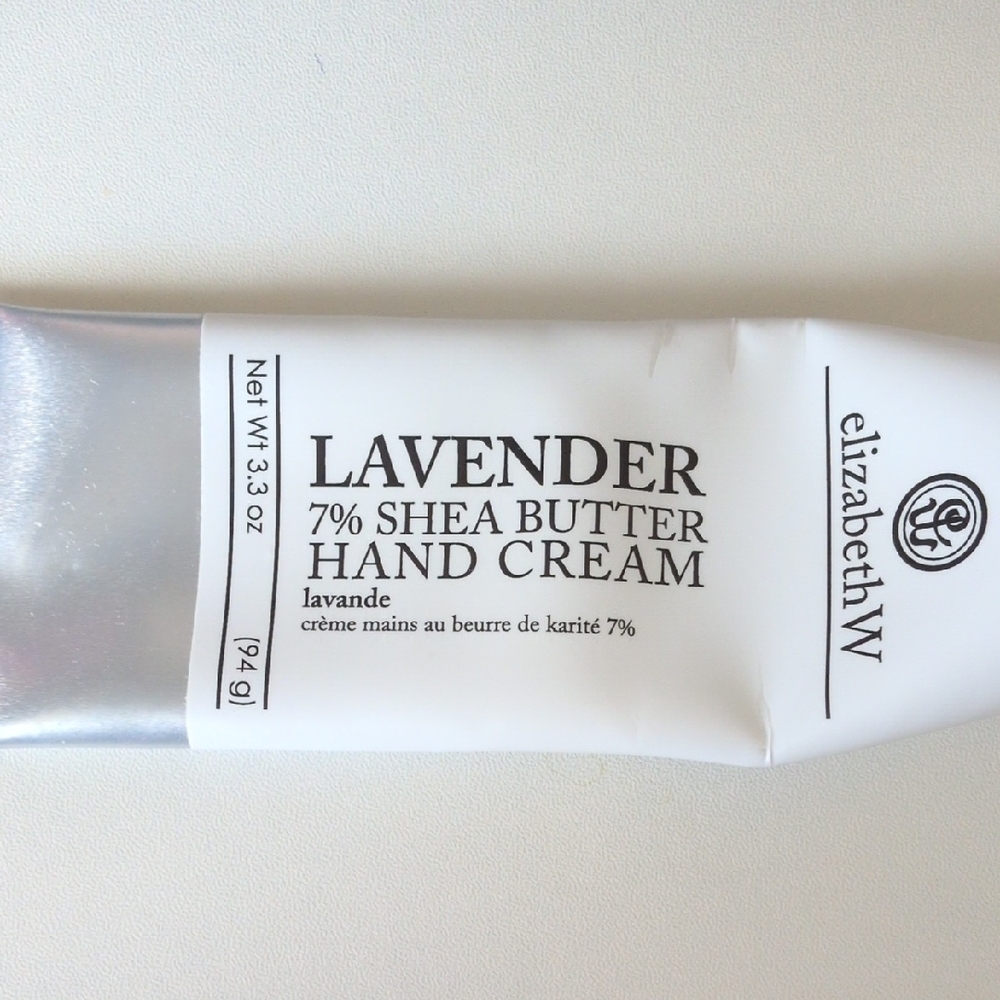 elizabethW
LAVENDER
7% SHEA BUTTER
HAND CREAM
lavande
crème mains au beurre de karité 7%
Net Wt 3.3 oz (94 g)